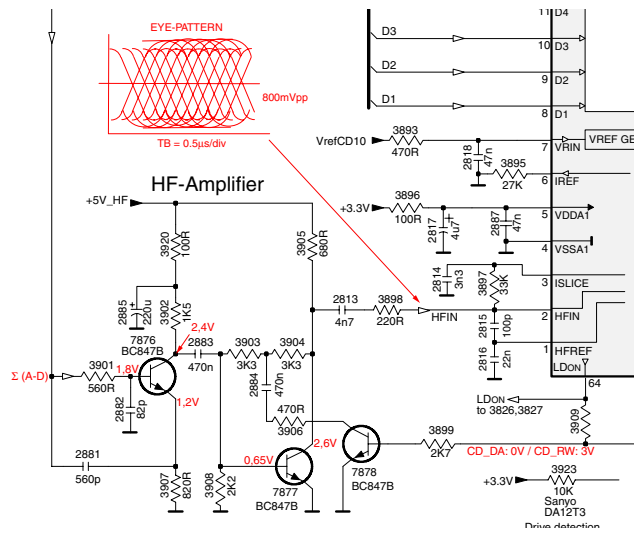 EYE-PATTERN
800mVpp
TB = 0.5µs/div
HF-Amplifier
+5V_HF
3920
100R
2885
220u
3902
1K5
7876
BC847B
2,4V
2883
470n
Σ (A-D)
3901
560R
1,8V
2882
82p
1,2V
2881
560p
3907
820R
3908
2K2
3903
3K3
3904
3K3
2884
470n
470R
3906
0,65V
7877
BC847B
2,6V
7878
BC847B
3905
680R
2813
4n7
3898
220R
HFIN
3899
2K7
CD_DA: 0V / CD_RW: 3V
LDON
to 3826,3827
3909
+3.3V
3923
10K
Sanyo
DA12T3
Drive detection
D3
D2
D1
VrefCD10
3893
470R
2818
47n
3895
27K
+3.3V
3896
100R
2817
4u7
2887
47n
2814
3n3
3897
33K
2815
100p
2816
22n
11
D4
10
D3
9
D2
8
D1
7
VRIN
VREF GE
6
IREF
5
VDDA1
4
VSSA1
3
ISLICE
2
HFIN
1
HFREF
LDON
64